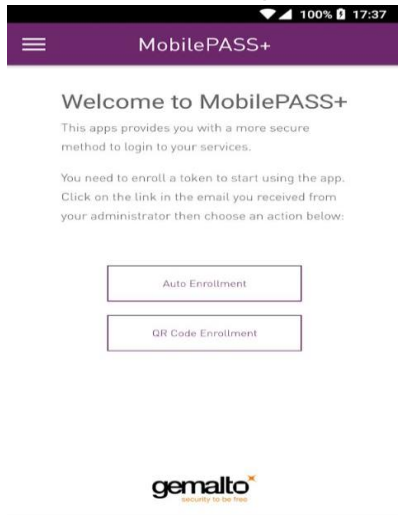 100% 17:37
MobilePASS+
Welcome to MobilePASS+
This apps provides you with a more secure
method to login to your services.
You need to enroll a token to start using the app.
Click on the link in the email you received from
your administrator then choose an action below:
Auto Enrollment
QR Code Enrollment
gemalto
security to be free